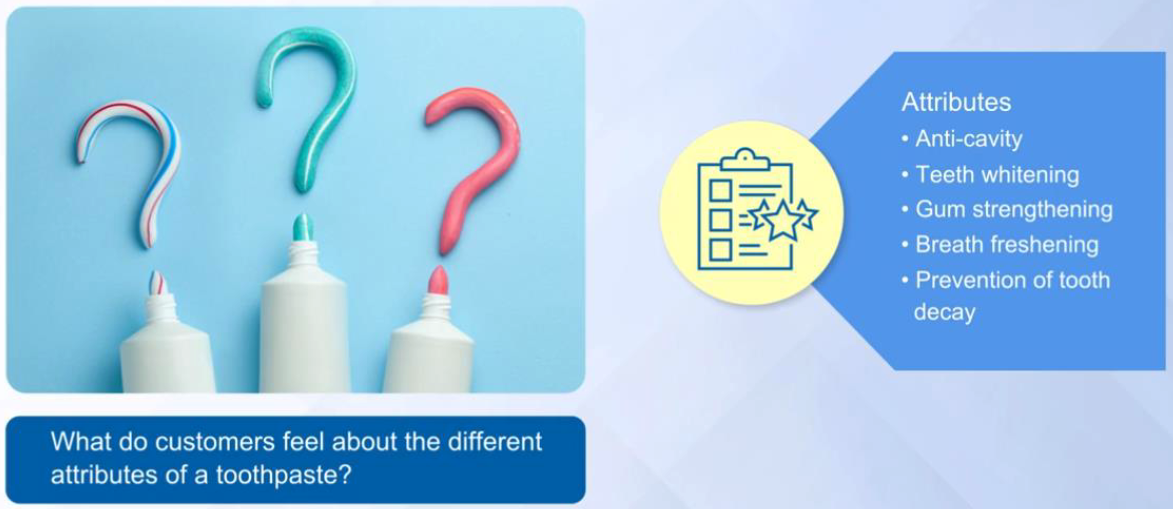 What do customers feel about the different
attributes of a toothpaste?
Attributes
• Anti-cavity
• Teeth whitening
• Gum strengthening
• Breath freshening
• Prevention of tooth
decay